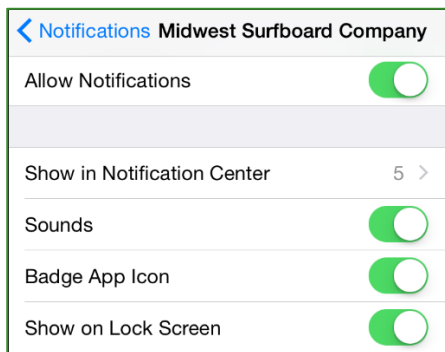 Notifications Midwest Surfboard Company
Allow Notifications
Show in Notification Center 5
Sounds
Badge App Icon
Show on Lock Screen